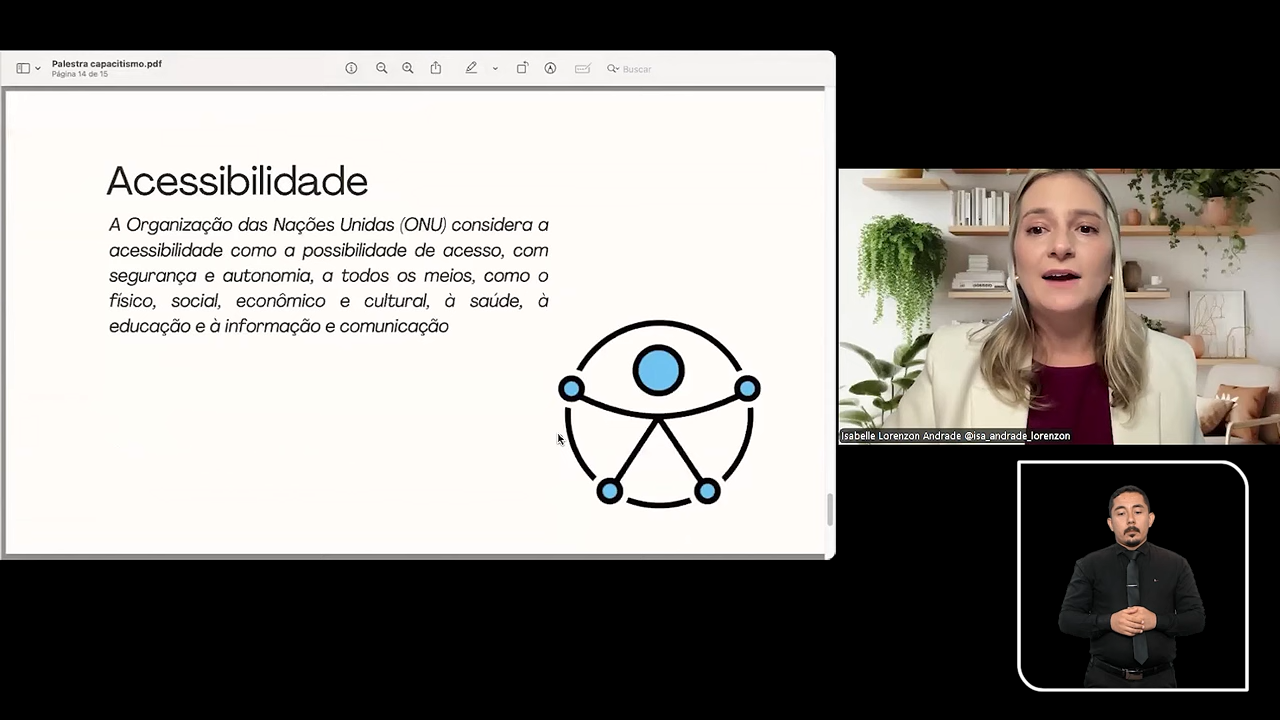 Palestra capacitismo.pdf
Página 14 de 15
Buscar
Acessibilidade
A Organização das Nações Unidas (ONU) considera a
acessibilidade como a possibilidade de acesso, com
segurança e autonomia, a todos os meios, como o
físico, social, econômico e cultural, à saúde, à
educação e à informação e comunicação
Isabelle Lorenzon Andrade @isa_andrade_lorenzon